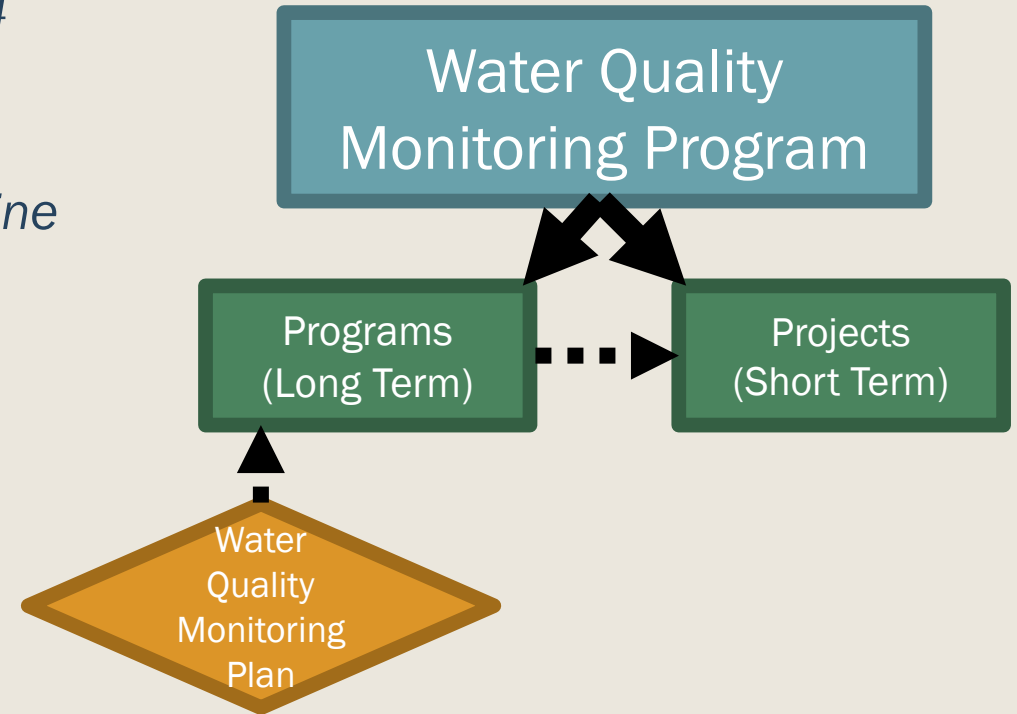 Water Quality
Monitoring Program
Programs
(Long Term)
Projects
(Short Term)
Water
Quality
Monitoring
Plan